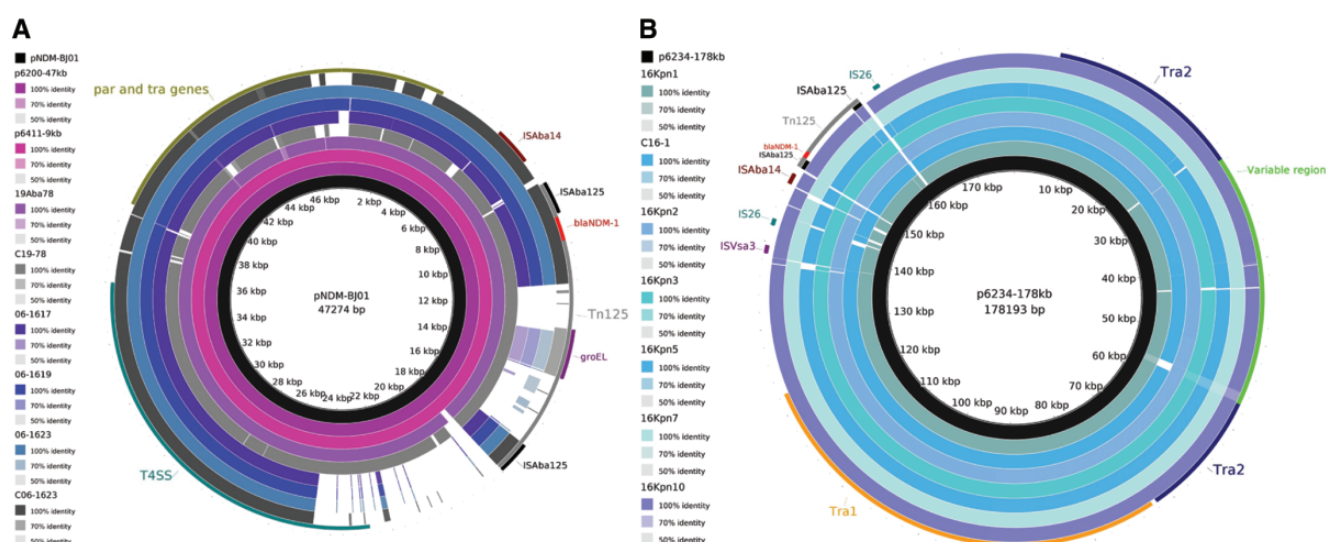 A
pNDM-BJ01
p6200-47kb
100% identity
70% identity
50% identity
p6411-9kb
100% identity
70% identity
50% identity
19Aba78
100% identity
70% identity
50% identity
C19-78
100% identity
70% identity
50% identity
06-1617
100% identity
70% identity
50% identity
06-1619
100% identity
70% identity
50% identity
06-1623
100% identity
70% identity
50% identity
C06-1623
100% identity
70% identity
50% identity
par and tra genes
ISAba14
ISAba125
blaNDM-1
Tn125
groEL
ISAba125
T4SS
46 kbp
2 kbp
4 kbp
6 kbp
8 kbp
10 kbp
12 kbp
14 kbp
16 kbp
18 kbp
20 kbp
22 kbp
24 kbp
26 kbp
28 kbp
30 kbp
32 kbp
34 kbp
36 kbp
38 kbp
40 kbp
42 kbp
44 kbp
pNDM-BJ01
47274 bp
B
p6234-178kb
16Kpn1
100% identity
70% identity
50% identity
C16-1
100% identity
70% identity
50% identity
16Kpn2
100% identity
70% identity
50% identity
16Kpn3
100% identity
70% identity
50% identity
16Kpn5
100% identity
70% identity
50% identity
16Kpn7
100% identity
70% identity
50% identity
16Kpn10
100% identity
70% identity
50% identity
IS26
ISAba125
Tn125
blaNDM-1
ISAba125
ISAba14
IS26
ISVsa3
Tra2
Variable region
Tra2
Tra1
170 kbp
10 kbp
20 kbp
30 kbp
40 kbp
50 kbp
60 kbp
70 kbp
80 kbp
90 kbp
100 kbp
110 kbp
120 kbp
130 kbp
140 kbp
150 kbp
160 kbp
p6234-178kb
178193 bp